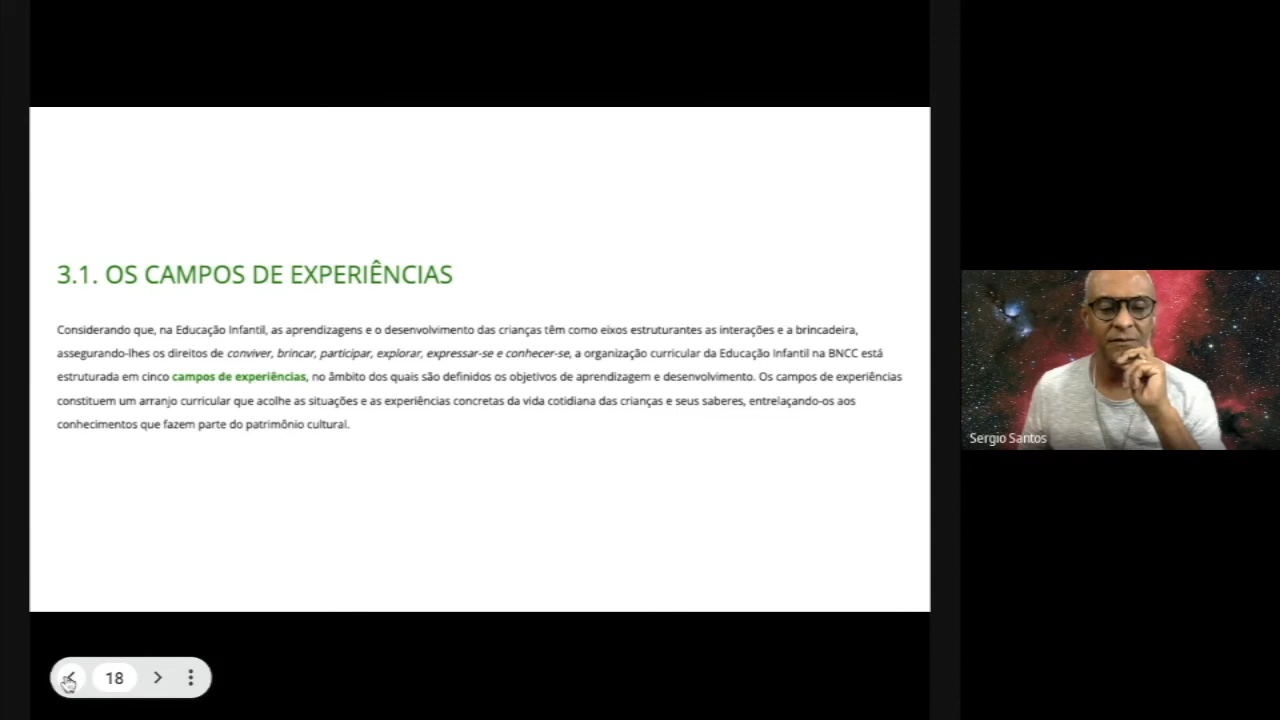 3.1. OS CAMPOS DE EXPERIÊNCIAS
Considerando que, na Educação Infantil, as aprendizagens e o desenvolvimento das crianças têm como eixos estruturantes as interações e a brincadeira,
assegurando-lhes os direitos de conviver, brincar, participar, explorar, expressar-se e conhecer-se, a organização curricular da Educação Infantil na BNCC está
estruturada em cinco campos de experiências, no âmbito dos quais são definidos os objetivos de aprendizagem e desenvolvimento. Os campos de experiências
constituem um arranjo curricular que acolhe as situações e as experiências concretas da vida cotidiana das crianças e seus saberes, entrelaçando-os aos
conhecimentos que fazem parte do patrimônio cultural.
Sergio Santos
18